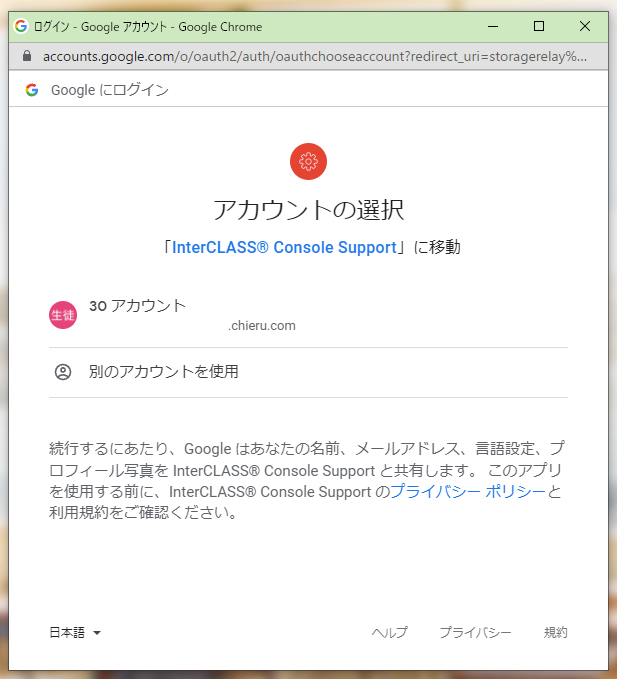 ログイン - Google アカウント - Google Chrome
accounts.google.com/o/oauth2/auth/oauthchooseaccount?redirect_uri=storagerelay%...
Google にログイン
アカウントの選択
「InterCLASS® Console Support」に移動
生徒
30 アカウント
.chieru.com
別のアカウントを使用
続行するにあたり、Google はあなたの名前、メールアドレス、言語設定、プ
ロフィール写真を InterCLASS® Console Support と共有します。 このアプリ
を使用する前に、InterCLASS® Console Support のプライバシー ポリシーと
利用規約をご確認ください。
日本語 ヘルプ プライバシー 規約